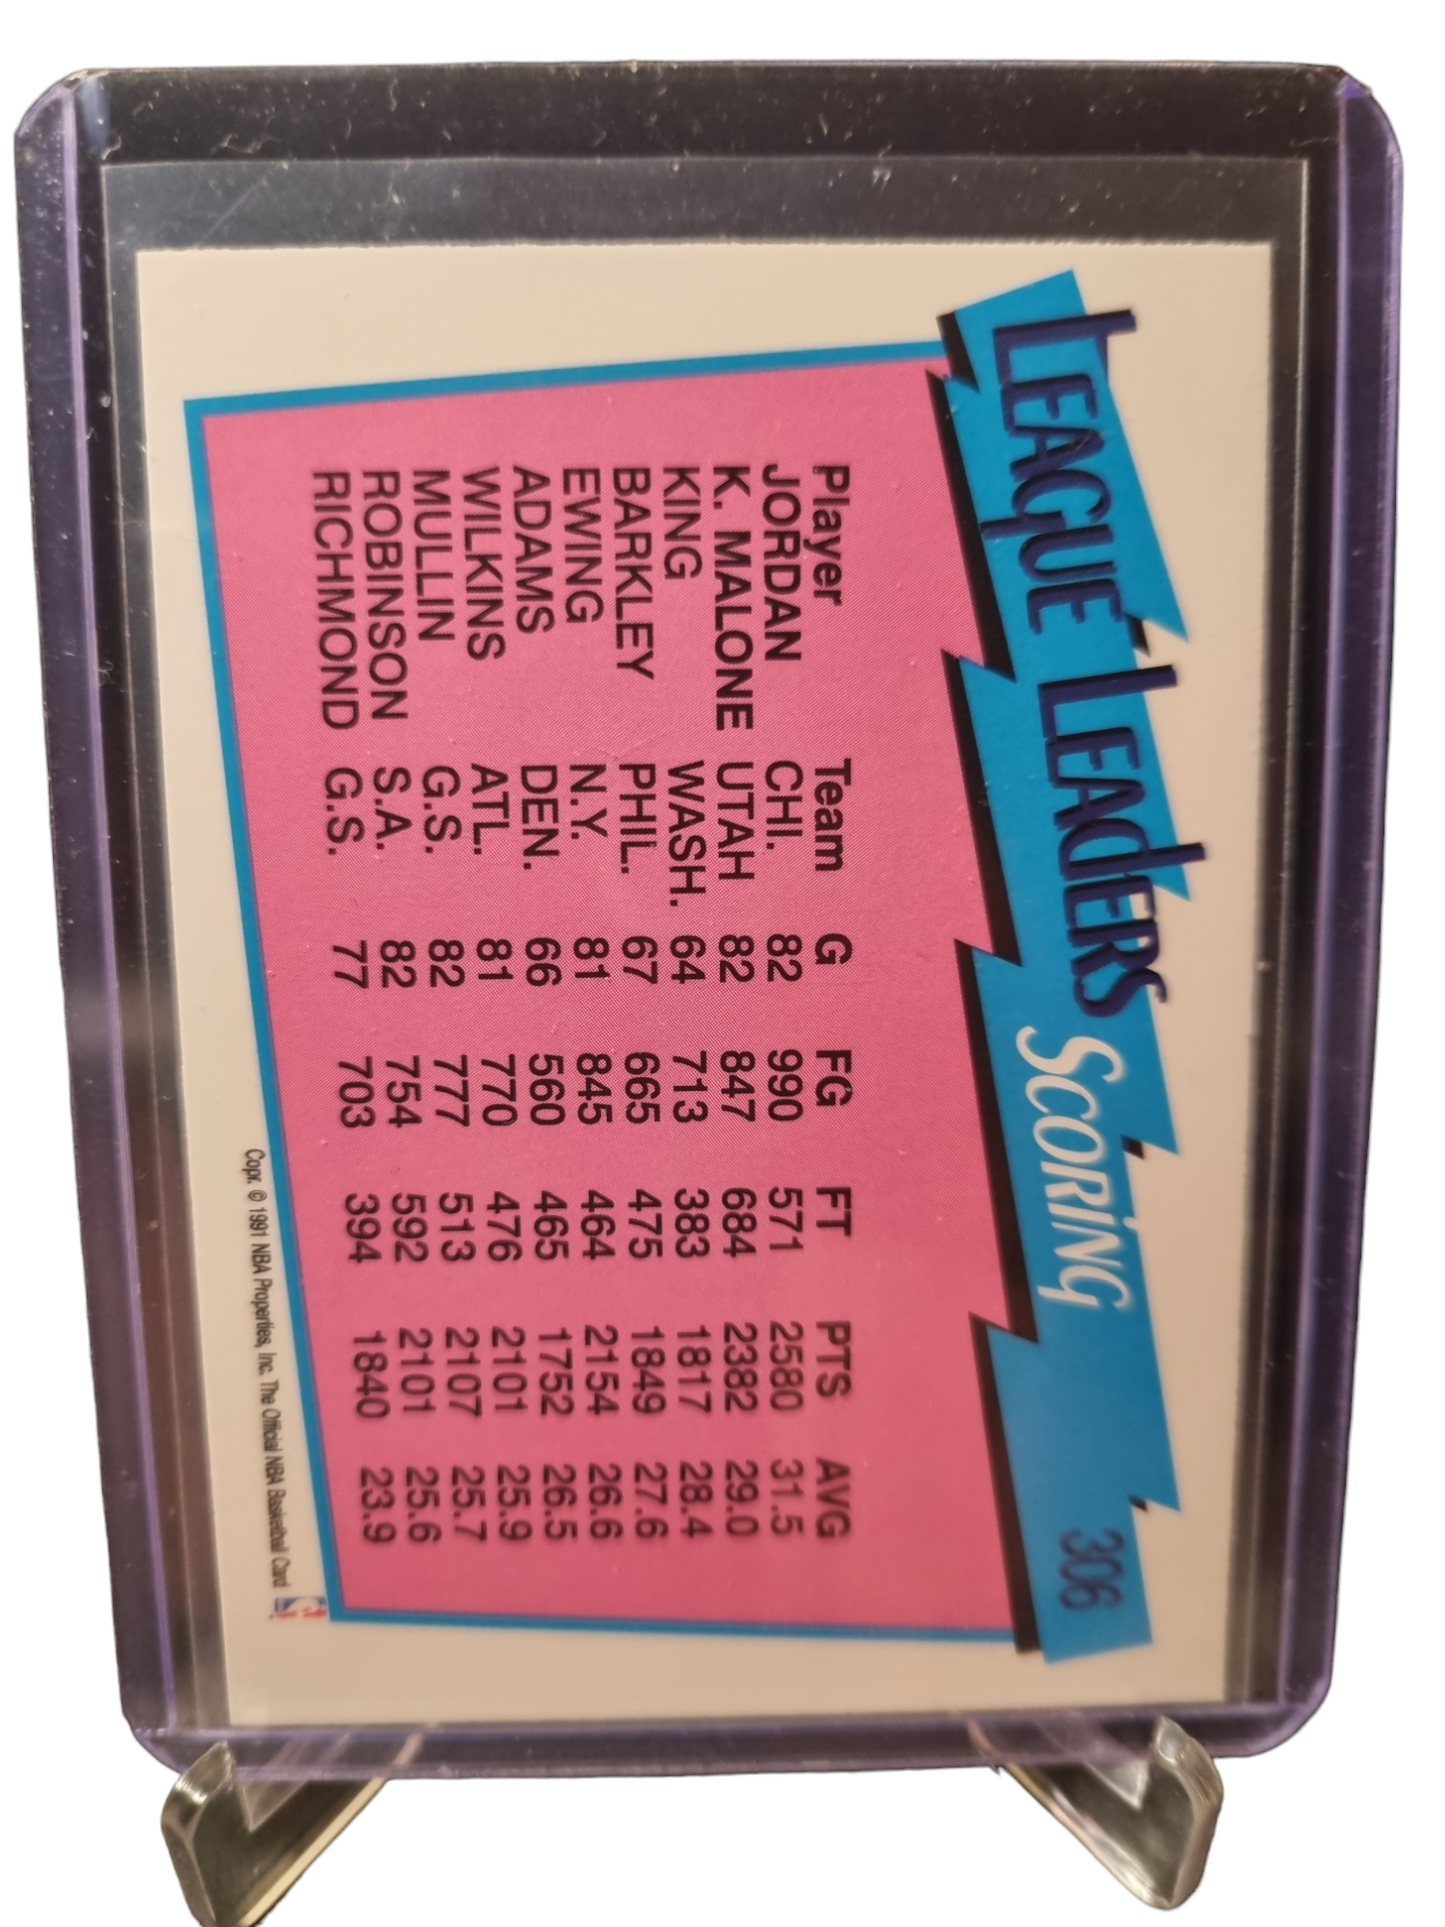 LEAGUE LEADERS SCORING 306
Player Team G FG FT PTS AVG
JORDAN CHI. 82 990 571 2580 31.5
K. MALONE UTAH 82 847 684 2382 29.0
KING WASH. 64 713 383 1817 28.4
BARKLEY PHIL. 67 665 475 1849 27.6
EWING N.Y. 81 845 464 2154 26.6
ADAMS DEN. 66 560 465 1752 26.5
WILKINS ATL. 81 770 476 2101 25.9
MULLIN G.S. 82 777 513 2107 25.7
ROBINSON S.A. 82 754 592 2101 25.6
RICHMOND G.S. 77 703 394 1840 23.9
Copr. © 1991 NBA Properties, Inc. The Official NBA Basketball Card